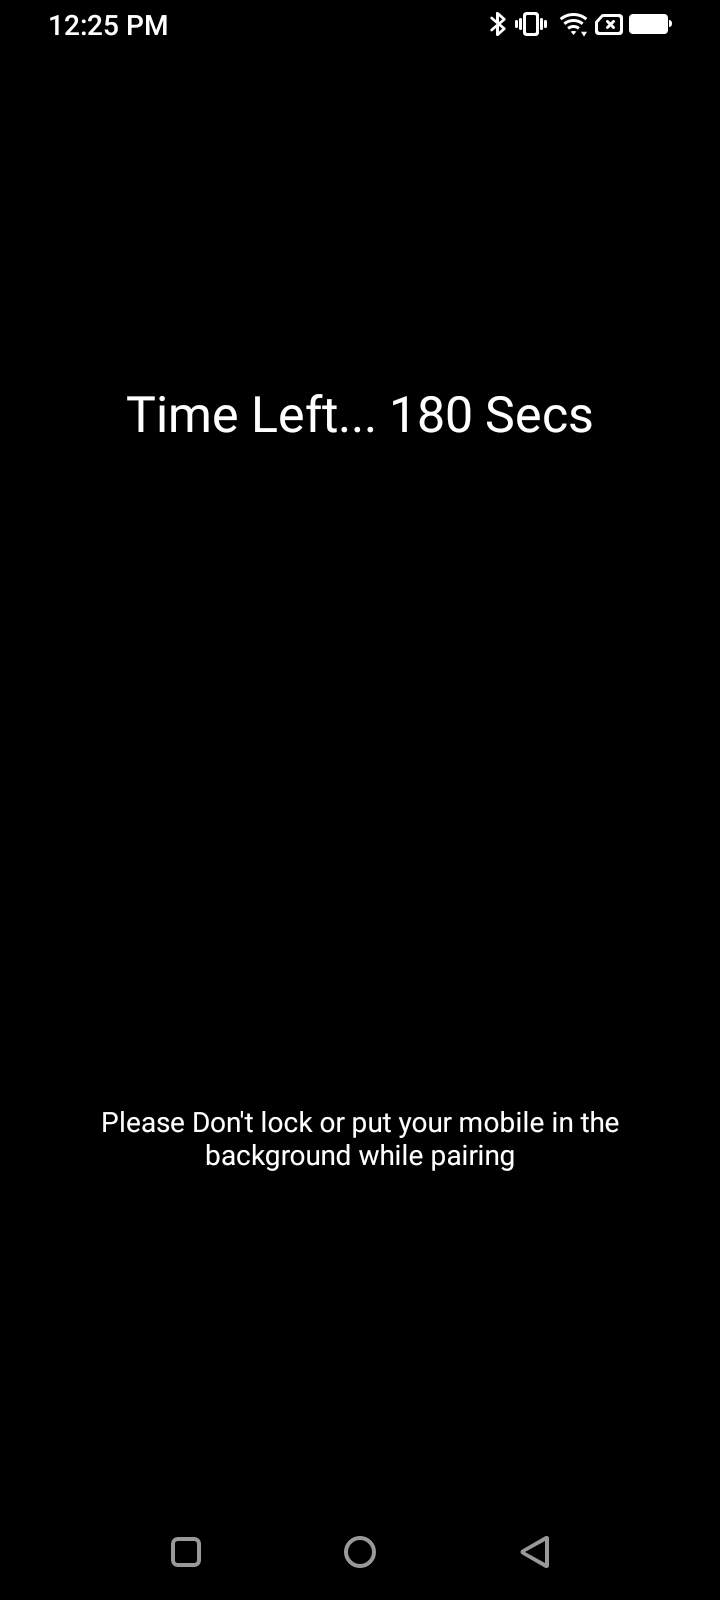 12:25 PM
Time Left... 180 Secs
Please Don't lock or put your mobile in the
background while pairing